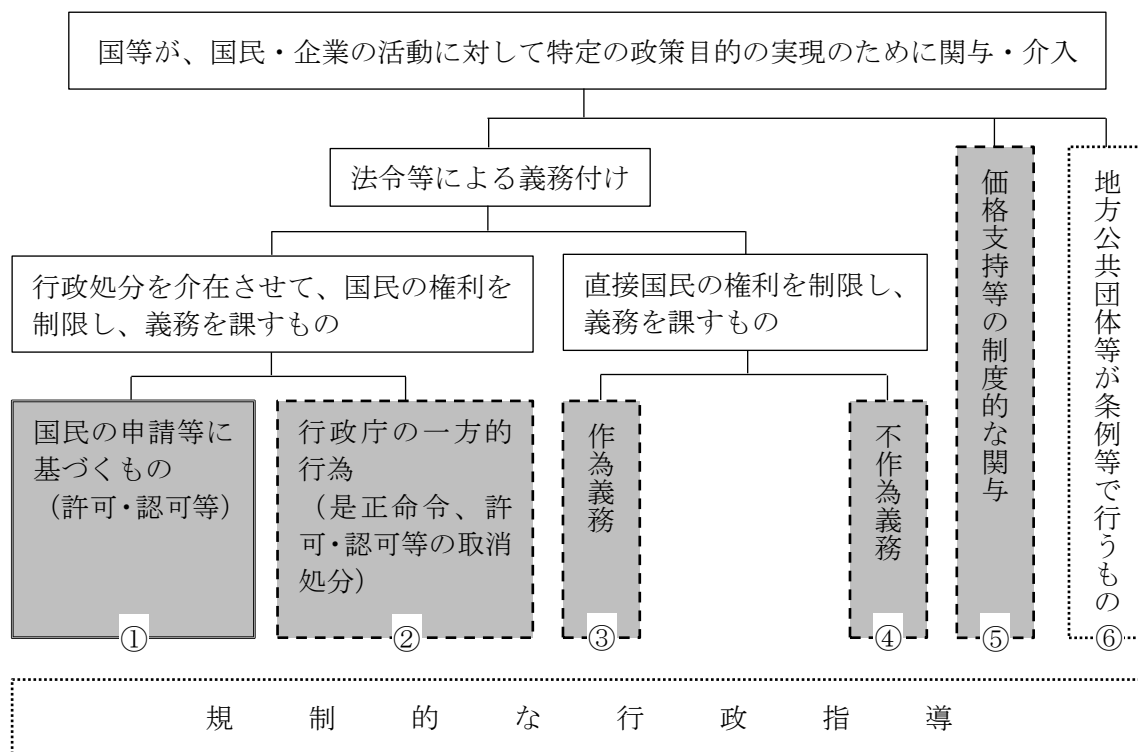 国等が、国民・企業の活動に対して特定の政策目的の実現のために関与・介入
法令等による義務付け
行政処分を介在させて、国民の権利を
制限し、義務を課すもの
直接国民の権利を制限し、
義務を課すもの
国民の申請等に
基づくもの
（許可・認可等）
①
行政庁の一方的
行為
（是正命令、許
可・認可等の取消
処分）
②
作為義務
③
不作為義務
④
価格支持等の制度的な関与
⑤
地方公共団体等が条例等で行うもの
⑥
規制的な行政指導